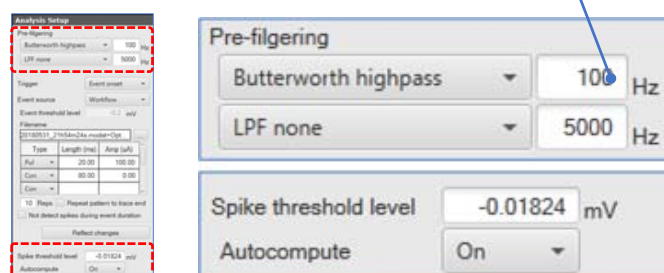 Analysis Setup
Pre-filgering
Butterworth highpass 100 Hz
LPF none 5000 Hz
Trigger Event onset
Event source Workflow
Event threshold level -0.2 mV
Filename
Type Length (ms) Amp (uA)
Pul 20.00 100.00
Con 80.00 0.00
Con
10 Reps Repeat pattern to trace end
Not detect spikes during event duration
Reflect changes
Spike threshold level -0.01824 mV
Autocompute On
Pre-filgering
Butterworth highpass 100 Hz
LPF none 5000 Hz
Spike threshold level -0.01824 mV
Autocompute On